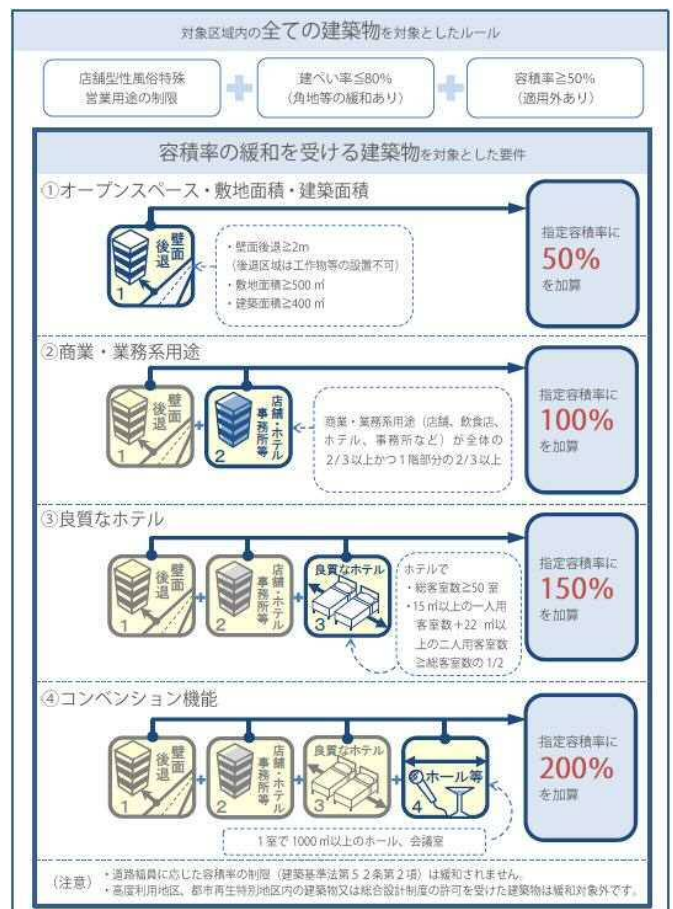 対象区域内の全ての建築物を対象としたルール
店舗型性風俗特殊
営業用途の制限
建ぺい率≦80%
(角地等の緩和あり)
容積率≧50%
(適用外あり)
容積率の緩和を受ける建築物を対象とした要件
①オープンスペース・敷地面積・建築面積
壁面
後退
1
・壁面後退≧2m
(後退区域は工作物等の設置不可)
・敷地面積≧500㎡
・建築面積≧400㎡
指定容積率に
50%
を加算
②商業・業務系用途
壁面
後退
1
+
店舗・ホテル
事務所等
2
商業・業務系用途(店舗、飲食店、
ホテル、事務所など)が全体の
2/3以上かつ1階部分の2/3以上
指定容積率に
100%
を加算
③良質なホテル
壁面
後退
1
+
店舗・ホテル
事務所等
2
+
良質なホテル
3
ホテルで
・総客室数≧50室
・15㎡以上の一人用
客室数+22㎡以
上の二人用客室数
≧総客室数の1/2
指定容積率に
150%
を加算
④コンベンション機能
壁面
後退
1
+
店舗・ホテル
事務所等
2
+
良質なホテル
3
+
ホール等
4
1室で1000㎡以上のホール、会議室
指定容積率に
200%
を加算
(注意)・道路幅員に応じた容積率の制限(建築基準法第52条第2項)は緩和されません。
・高度利用地区、都市再生特別地区内の建築物又は総合設計制度の許可を受けた建築物は緩和対象外です。